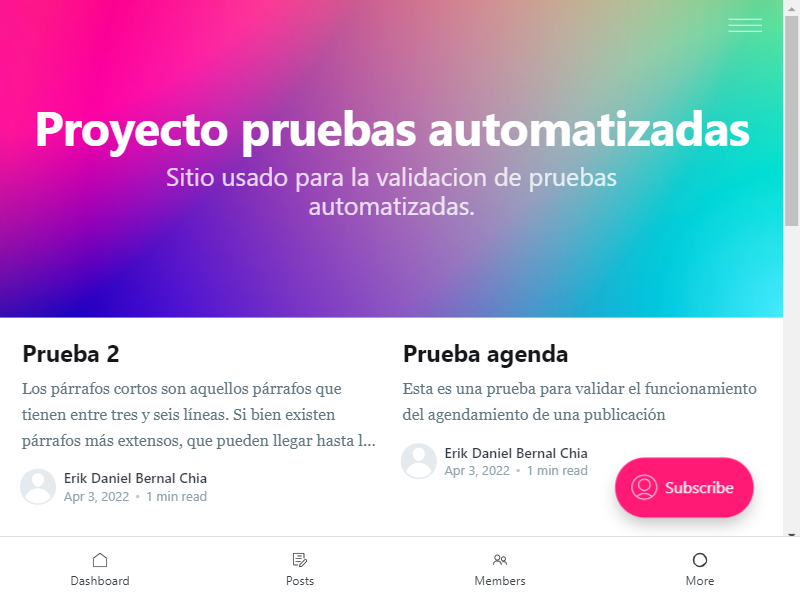 Proyecto pruebas automatizadas
Sitio usado para la validacion de pruebas
automatizadas.
Prueba 2
Los párrafos cortos son aquellos párrafos que
tienen entre tres y seis líneas. Si bien existen
párrafos más extensos, que pueden llegar hasta l…
Erik Daniel Bernal Chia
Apr 3, 2022 • 1 min read
Prueba agenda
Esta es una prueba para validar el funcionamiento
del agendamiento de una publicación
Erik Daniel Bernal Chia
Apr 3, 2022 • 1 min read
Subscribe
Dashboard
Posts
Members
More